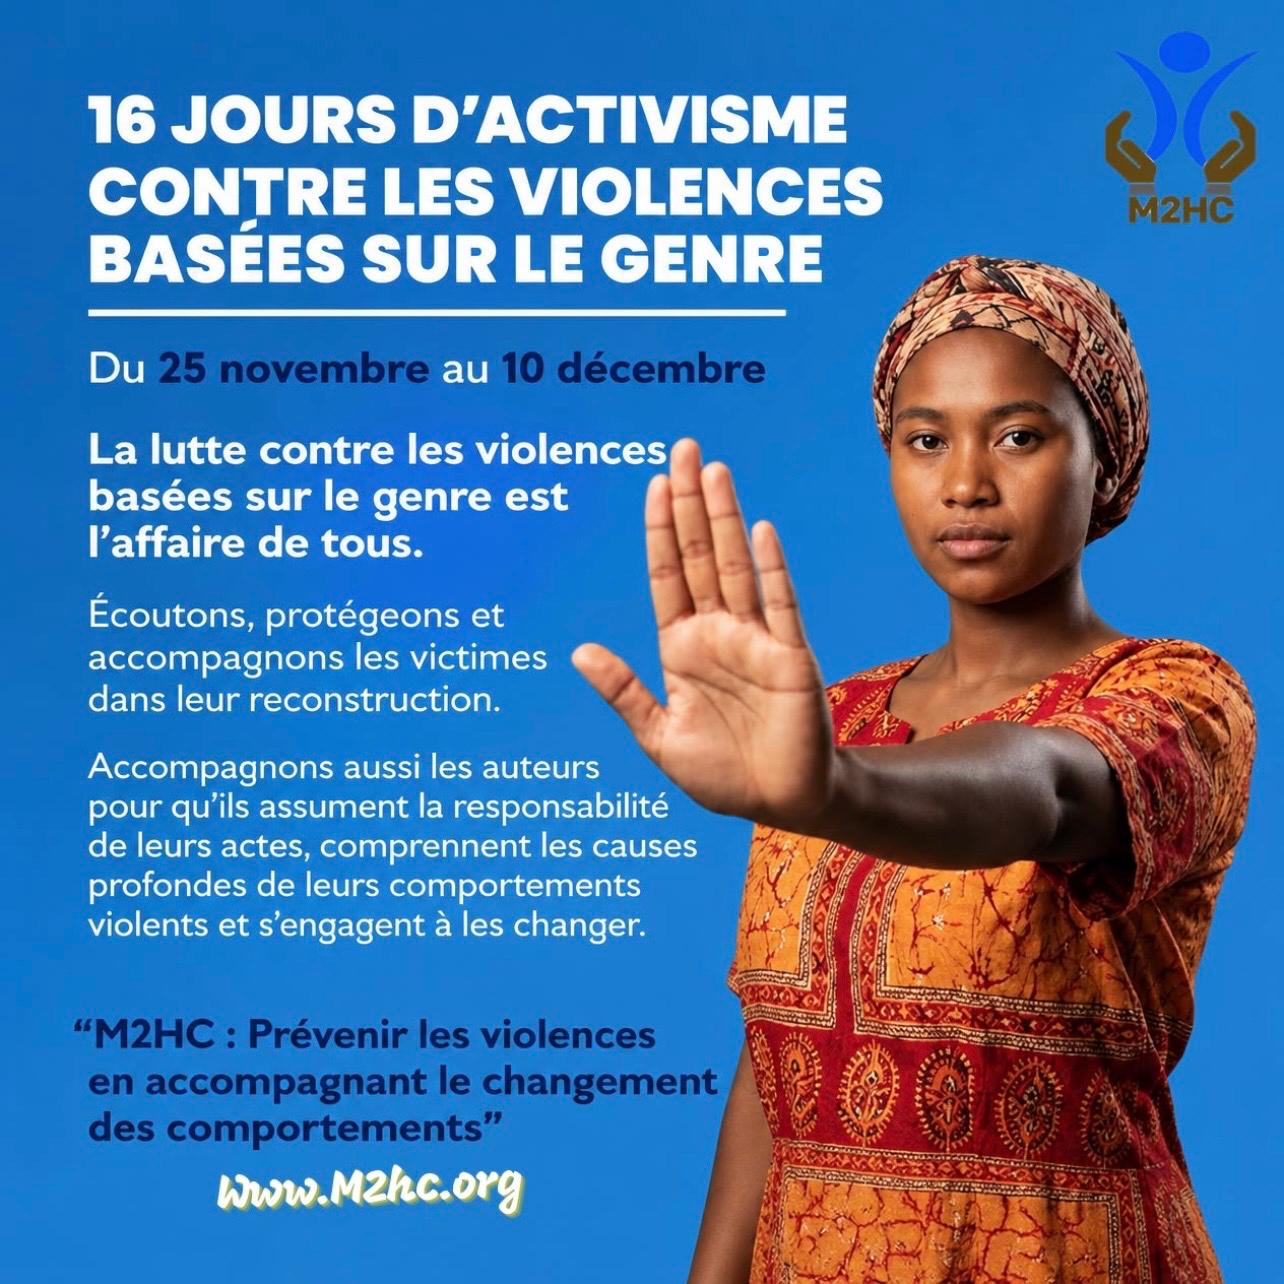 16 JOURS D'ACTIVISME
CONTRE LES VIOLENCES
BASÉES SUR LE GENRE
M2HC
Du 25 novembre au 10 décembre
La lutte contre les violences
basées sur le genre est
l'affaire de tous.
Écoutons, protégeons et
accompagnons les victimes
dans leur reconstruction.
Accompagnons aussi les auteurs
pour qu'ils assument la responsabilité
de leurs actes, comprennent les causes
profondes de leurs comportements
violents et s'engagent à les changer.
“M2HC : Prévenir les violences
en accompagnant le changement
des comportements”
www.M2hc.org